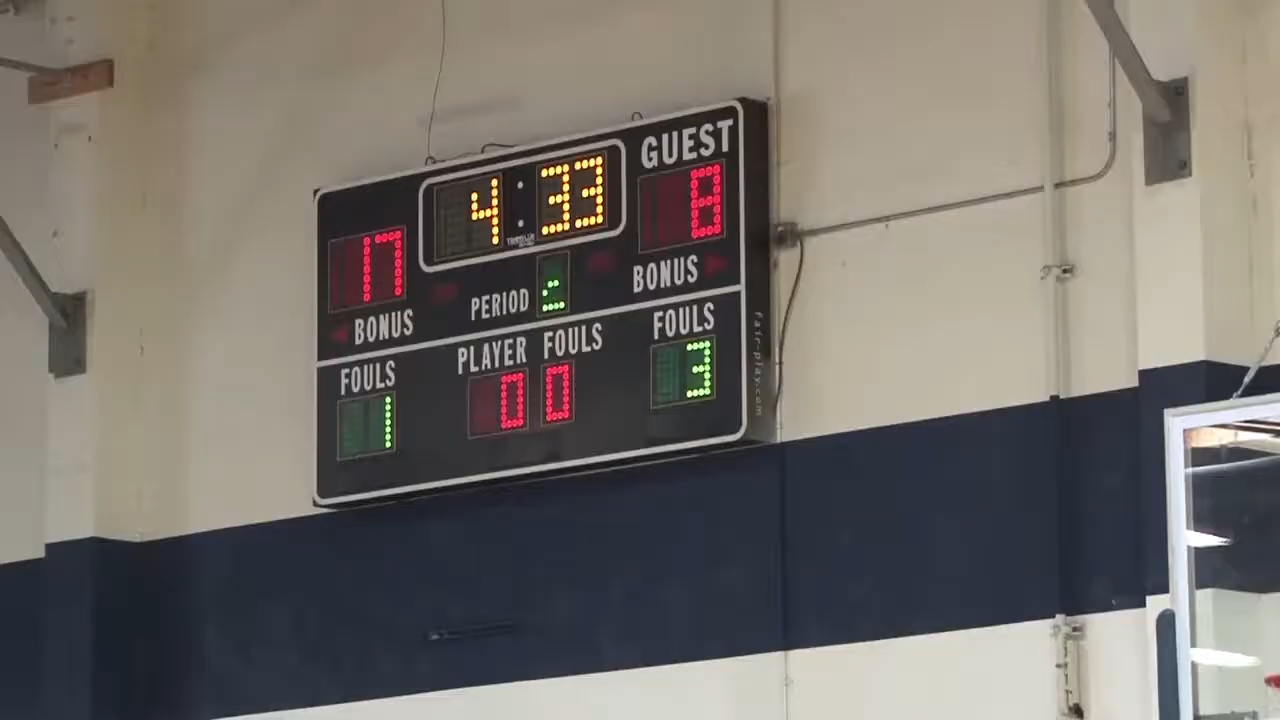 GUEST
4:33
17
8
BONUS
PERIOD
2
BONUS
FOULS
PLAYER FOULS
FOULS
1
0 0
3
Fair-play.com